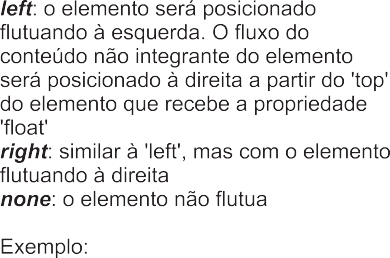 left: o elemento será posicionado
flutuando à esquerda. O fluxo do
conteúdo não integrante do elemento
será posicionado à direita a partir do 'top'
do elemento que recebe a propriedade
'float'
right: similar à 'left', mas com o elemento
flutuando à direita
none: o elemento não flutua
Exemplo: